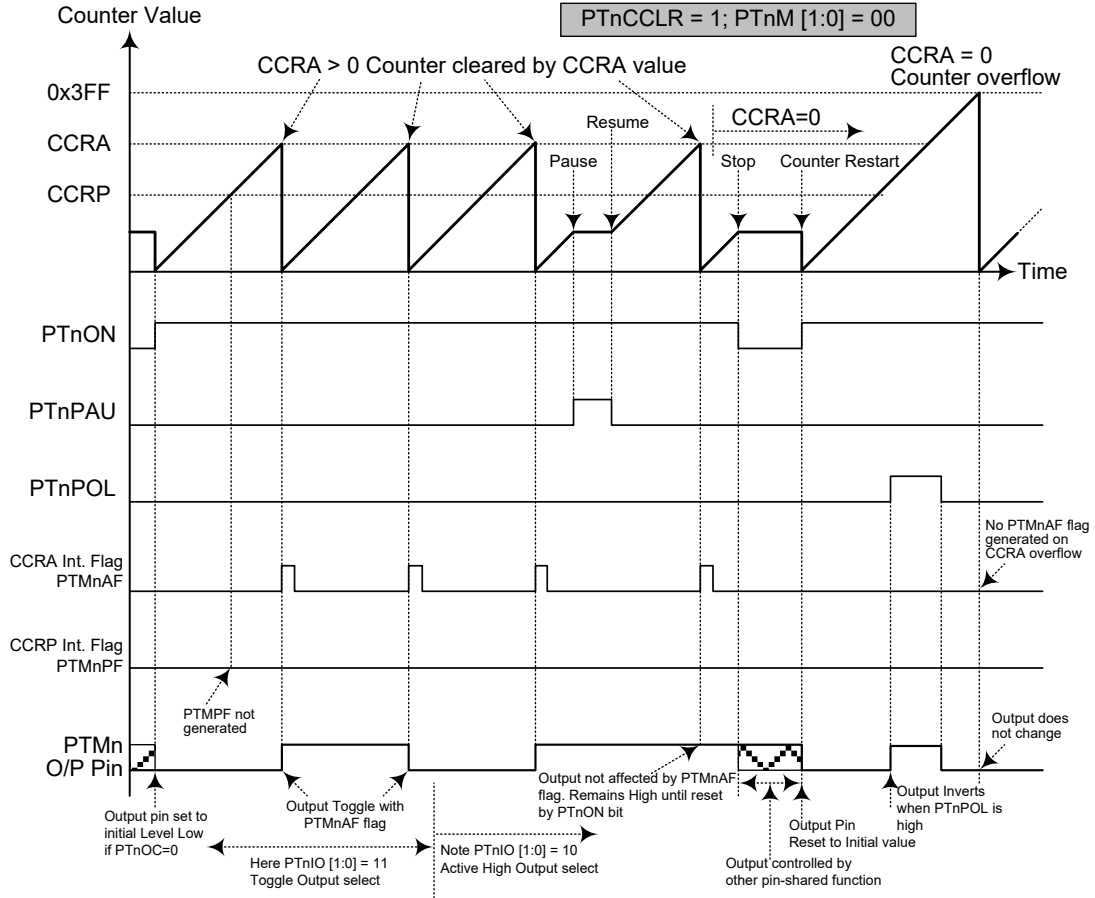 Counter Value
PTnCCLR = 1; PTnM [1:0] = 00
CCRA = 0
Counter overflow
CCRA > 0 Counter cleared by CCRA value
0x3FF
CCRA=0
Resume
CCRA
Pause
Stop
Counter Restart
CCRP
Time
PTnON
PTnPAU
PTnPOL
No PTMnAF flag
generated on
CCRA overflow
CCRA Int. Flag
PTMnAF
CCRP Int. Flag
PTMnPF
PTMPF not
generated
Output does
not change
PTMn
O/P Pin
Output pin set to
initial Level Low
if PTnOC=0
Output Toggle with
PTMnAF flag
Output not affected by PTMnAF
flag. Remains High until reset
by PTnON bit
Output Inverts
when PTnPOL is
high
Output Pin
Reset to Initial value
Here PTnIO [1:0] = 11
Toggle Output select
Note PTnIO [1:0] = 10
Active High Output select
Output controlled by
other pin-shared function